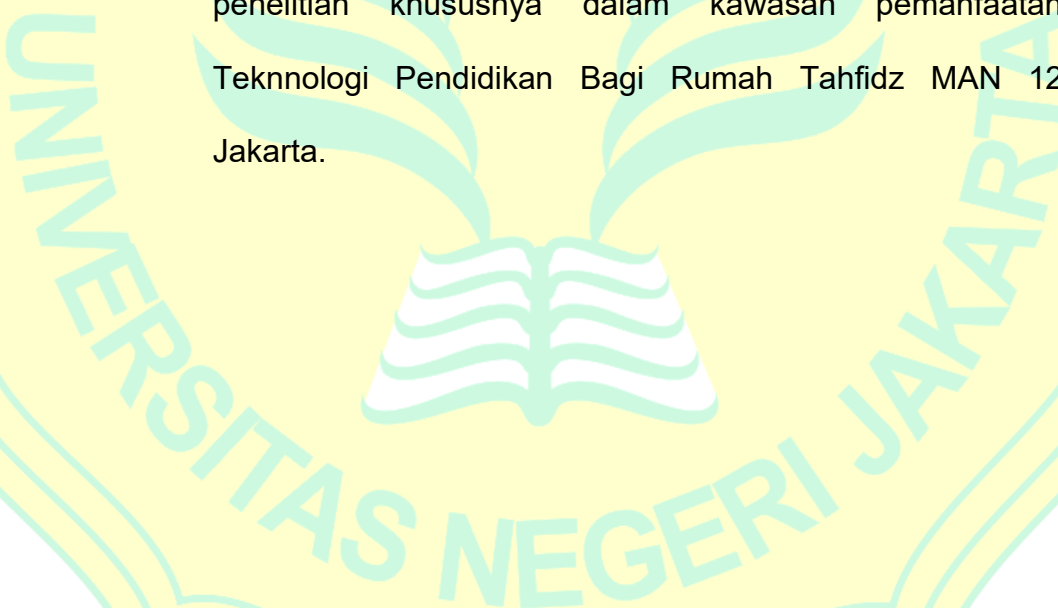 penelitian khususnya dalam kawasan pemanfaatan
Teknnologi Pendidikan Bagi Rumah Tahfidz MAN 12
Jakarta.
UNIVERSITAS NEGERI JAKARTA